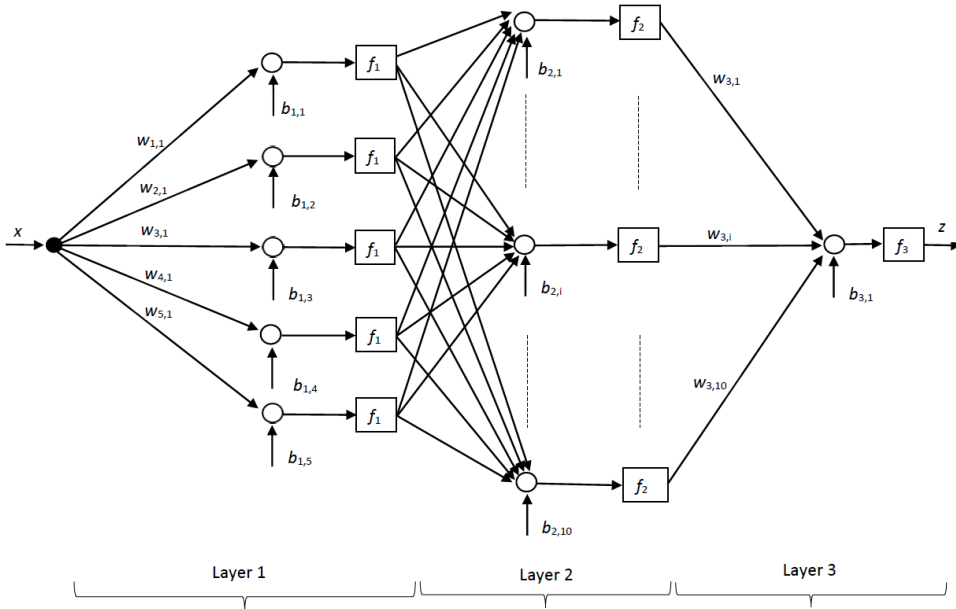 f2
b2,1
w3,1
f1
b1,1
w1,1
f1
w2,1
b1,2
x
w3,1
f1
f2
w3,i
z
f3
b1,3
b2,i
b3,1
w4,1
w5,1
f1
b1,4
w3,10
f1
b1,5
f2
b2,10
Layer 1
Layer 2
Layer 3